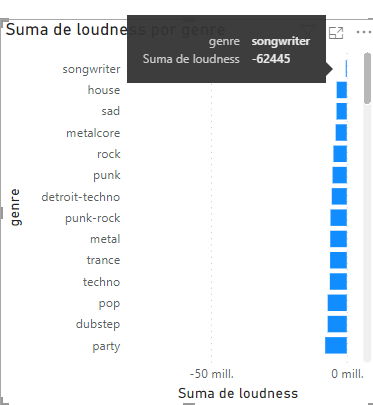 Suma de loudness por genre
genre songwriter
Suma de loudness -62445
songwriter
house
sad
metalcore
rock
punk
detroit-techno
punk-rock
metal
trance
techno
pop
dubstep
party
genre
-50 mill. 0 mill.
Suma de loudness